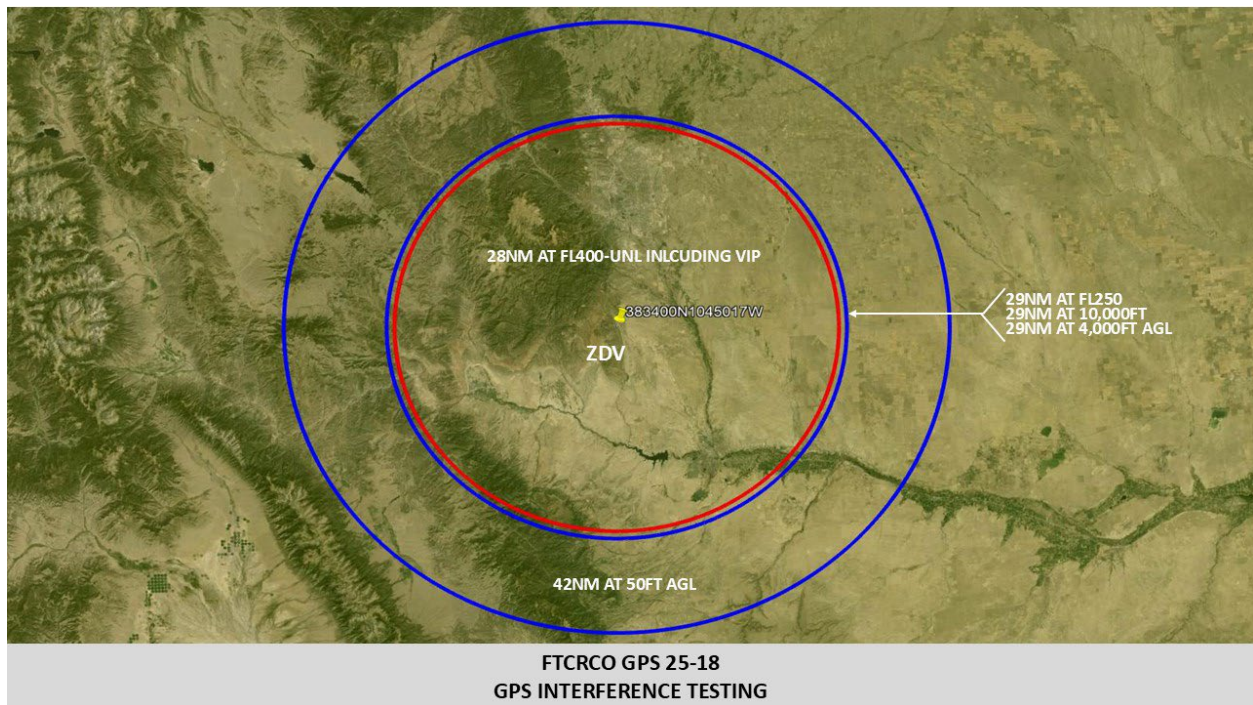 28NM AT FL400-UNL INLCUDING VIP
383400N1045017W
ZDV
29NM AT FL250
29NM AT 10,000FT
29NM AT 4,000FT AGL
42NM AT 50FT AGL
FTCRCO GPS 25-18
GPS INTERFERENCE TESTING